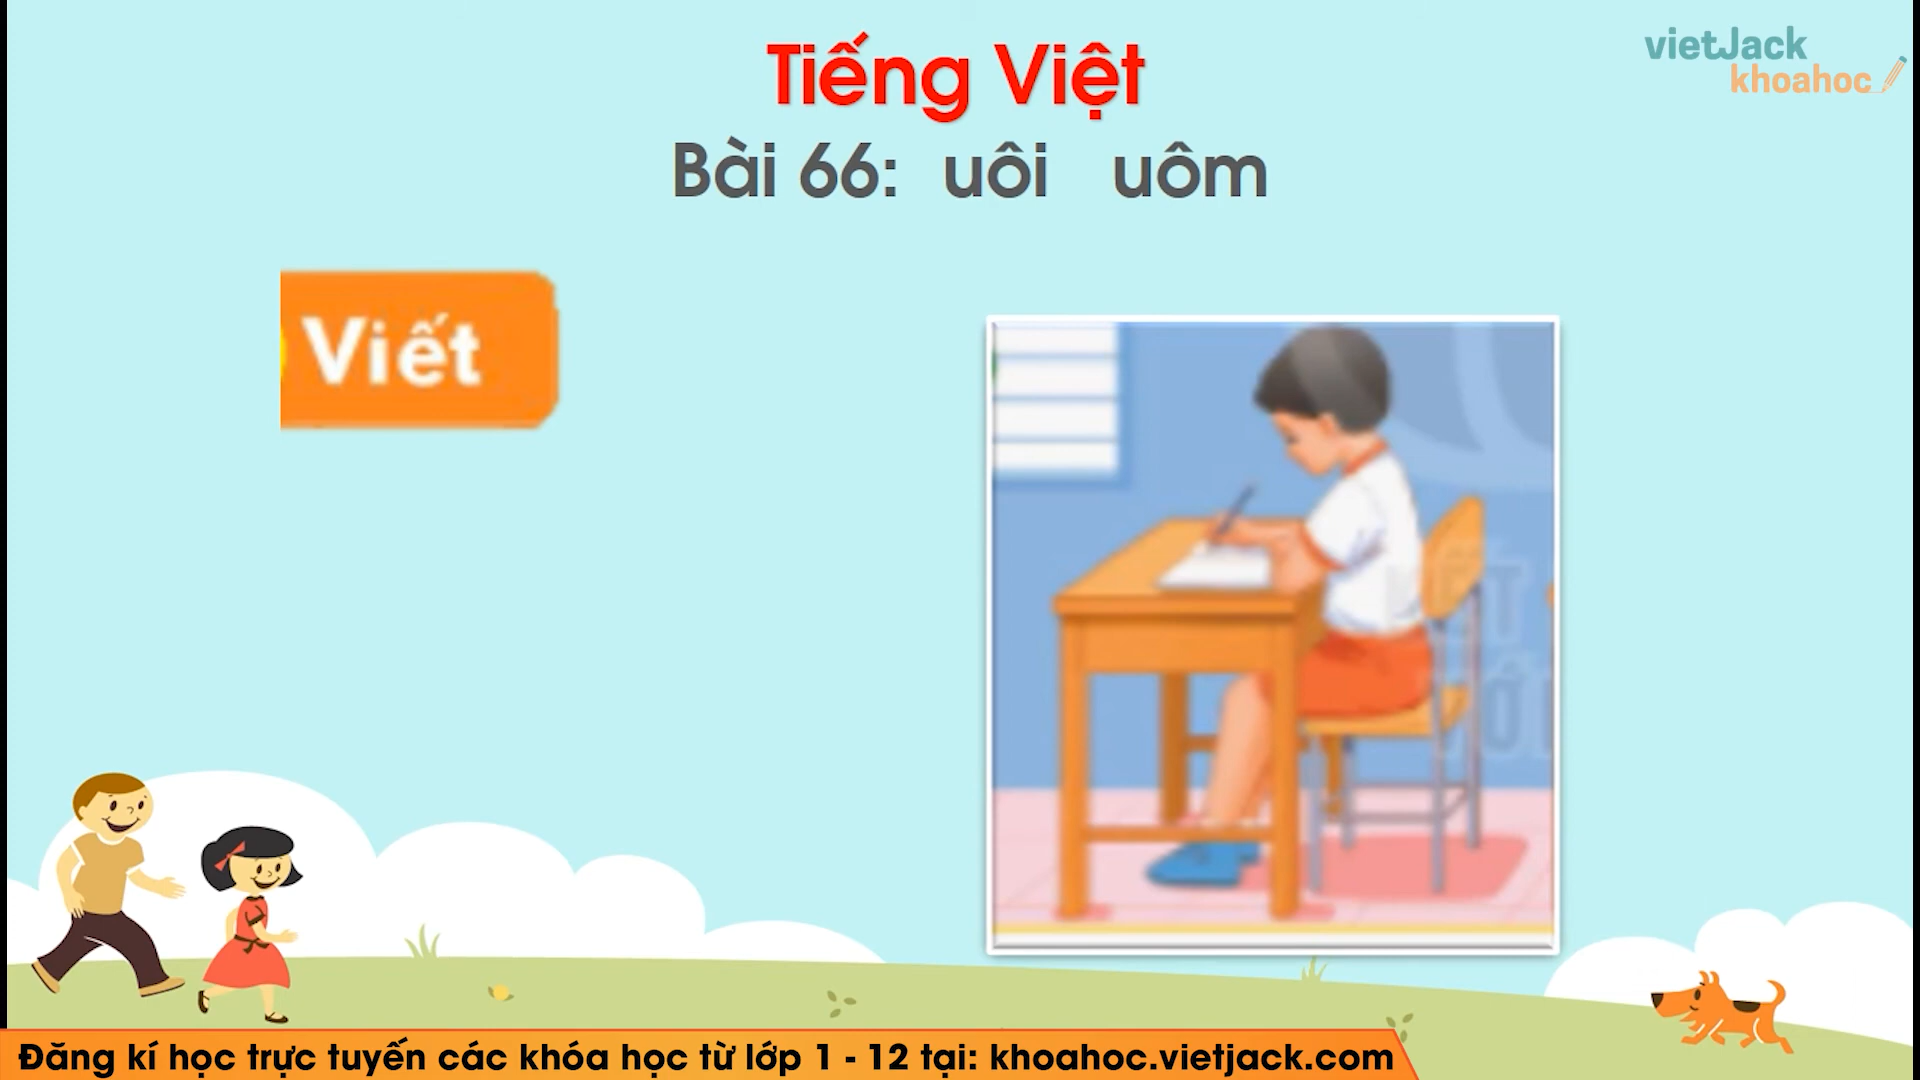 Tiếng Việt
vietJack
khoahoc
Bài 66: uôi uôm
Viết
Đăng kí học trực tuyến các khóa học từ lớp 1 - 12 tại: khoahoc.vietjack.com